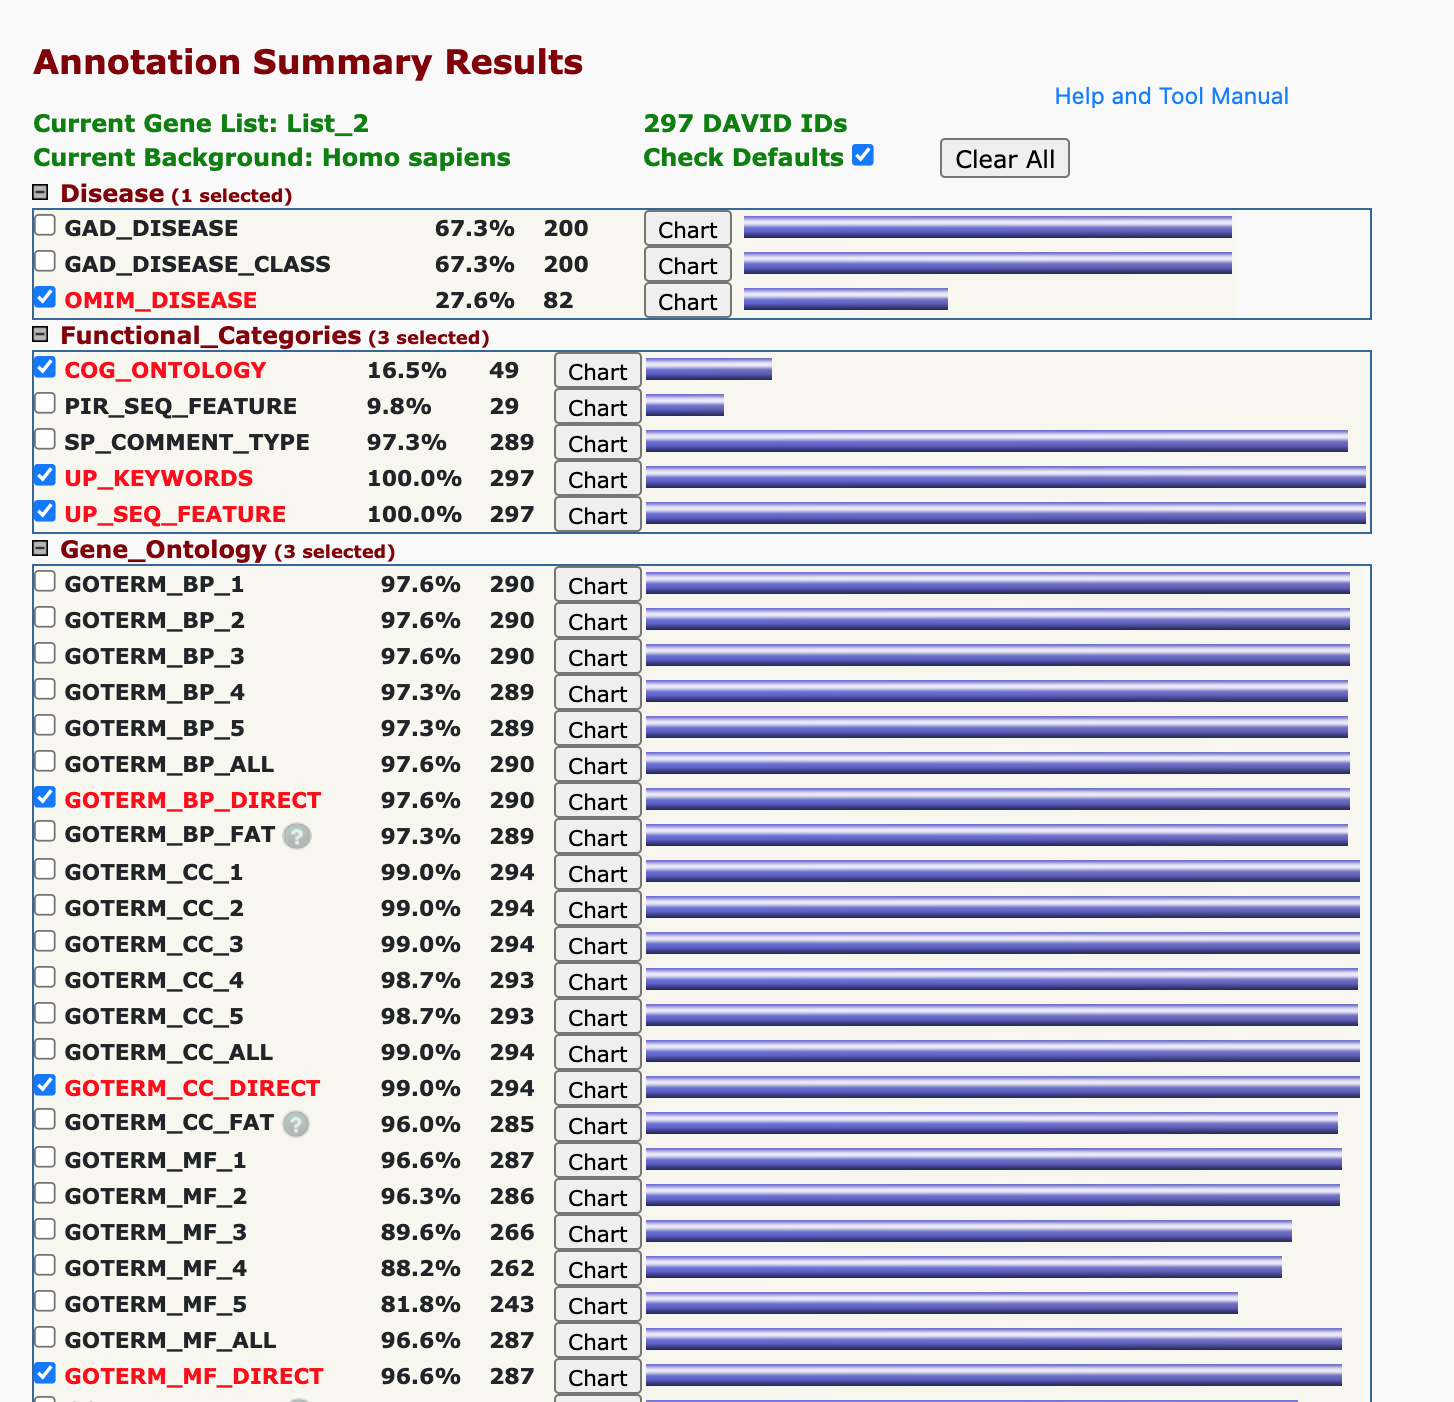 Annotation Summary Results
Help and Tool Manual
Current Gene List: List_2 297 DAVID IDs
Current Background: Homo sapiens Check Defaults Clear All
Disease (1 selected)
GAD_DISEASE 67.3% 200 Chart
GAD_DISEASE_CLASS 67.3% 200 Chart
OMIM_DISEASE 27.6% 82 Chart
Functional_Categories (3 selected)
COG_ONTOLOGY 16.5% 49 Chart
PIR_SEQ_FEATURE 9.8% 29 Chart
SP_COMMENT_TYPE 97.3% 289 Chart
UP_KEYWORDS 100.0% 297 Chart
UP_SEQ_FEATURE 100.0% 297 Chart
Gene_Ontology (3 selected)
GOTERM_BP_1 97.6% 290 Chart
GOTERM_BP_2 97.6% 290 Chart
GOTERM_BP_3 97.6% 290 Chart
GOTERM_BP_4 97.3% 289 Chart
GOTERM_BP_5 97.3% 289 Chart
GOTERM_BP_ALL 97.6% 290 Chart
GOTERM_BP_DIRECT 97.6% 290 Chart
GOTERM_BP_FAT ? 97.3% 289 Chart
GOTERM_CC_1 99.0% 294 Chart
GOTERM_CC_2 99.0% 294 Chart
GOTERM_CC_3 99.0% 294 Chart
GOTERM_CC_4 98.7% 293 Chart
GOTERM_CC_5 98.7% 293 Chart
GOTERM_CC_ALL 99.0% 294 Chart
GOTERM_CC_DIRECT 99.0% 294 Chart
GOTERM_CC_FAT ? 96.0% 285 Chart
GOTERM_MF_1 96.6% 287 Chart
GOTERM_MF_2 96.3% 286 Chart
GOTERM_MF_3 89.6% 266 Chart
GOTERM_MF_4 88.2% 262 Chart
GOTERM_MF_5 81.8% 243 Chart
GOTERM_MF_ALL 96.6% 287 Chart
GOTERM_MF_DIRECT 96.6% 287 Chart